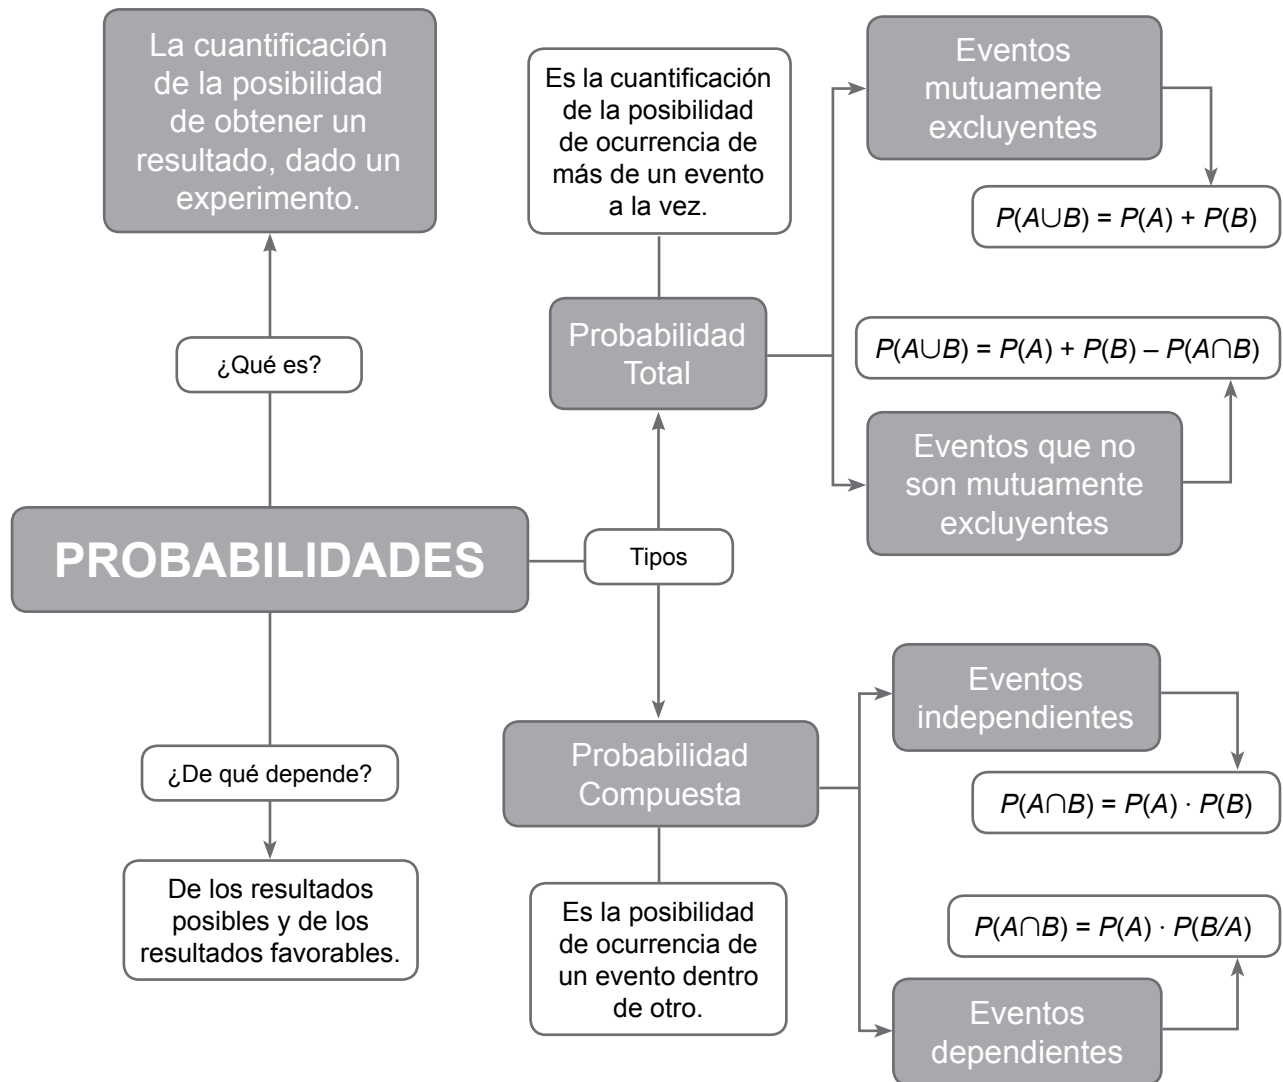 La cuantificación
de la posibilidad
de obtener un
resultado, dado un
experimento.
¿Qué es?
PROBABILIDADES
¿De qué depende?
De los resultados
posibles y de los
resultados favorables.
Tipos
Es la cuantificación
de la posibilidad
de ocurrencia de
más de un evento
a la vez.
Probabilidad
Total
Eventos
mutuamente
excluyentes
P(A∪B) = P(A) + P(B)
P(A∪B) = P(A) + P(B) – P(A∩B)
Eventos que no
son mutuamente
excluyentes
Probabilidad
Compuesta
Es la posibilidad
de ocurrencia de
un evento dentro
de otro.
Eventos
independientes
P(A∩B) = P(A) · P(B)
P(A∩B) = P(A) · P(B/A)
Eventos
dependientes